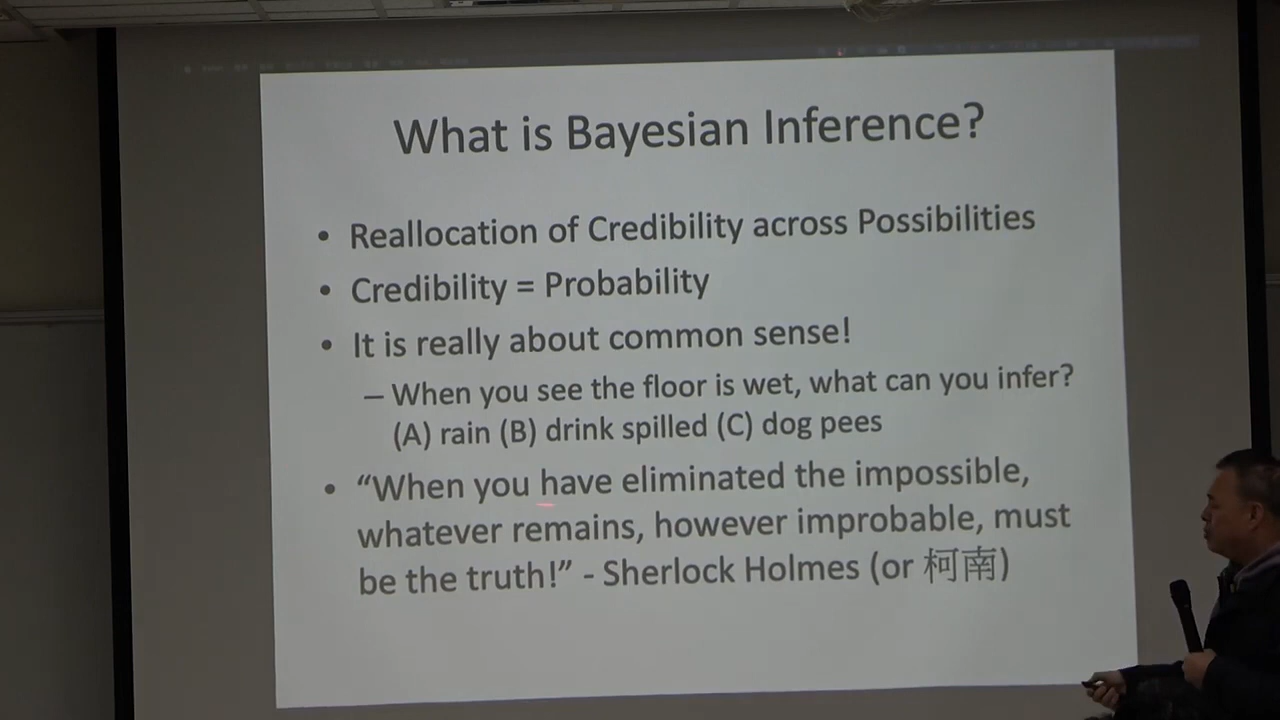 What is Bayesian Inference?
• Reallocation of Credibility across Possibilities
• Credibility = Probability
• It is really about common sense!
– When you see the floor is wet, what can you infer?
(A) rain (B) drink spilled (C) dog pees
• “When you have eliminated the impossible,
whatever remains, however improbable, must
be the truth!” - Sherlock Holmes (or 柯南)